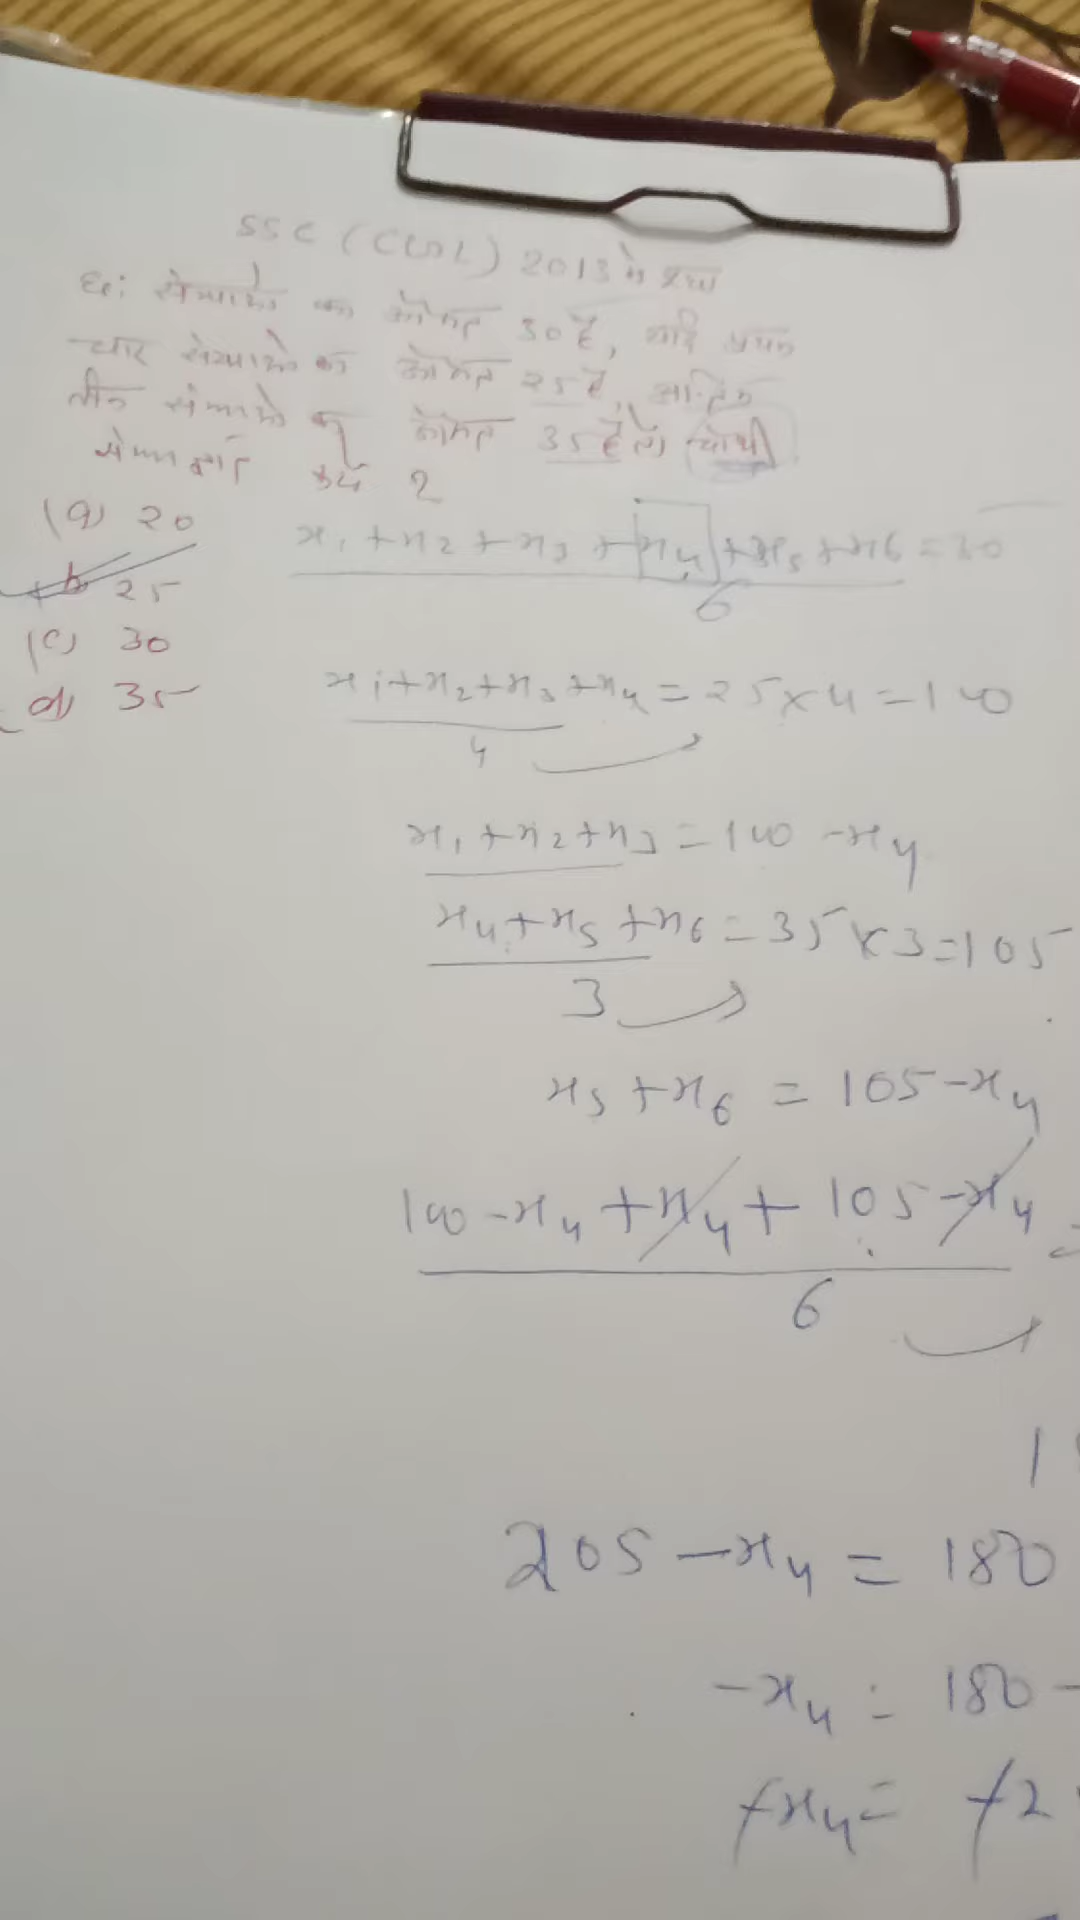 SSC (CGL) 2013 में प्रश्न
छः संख्याओं का औसत 30 है, यदि प्रथम
चार संख्याओं का औसत 25 है, अन्तिम
तीन संख्याओं का औसत 35 है तो चौथी
संख्या क्या ?
(a) 20
b 25
(c) 30
d) 35
x₁ + x₂ + x₃ + x₄ + x₅ + x₆ = 30
6
x₁ + x₂ + x₃ + x₄ = 25 × 4 = 100
4
x₁ + x₂ + x₃ = 100 - x₄
x₄ + x₅ + x₆ = 35 × 3 = 105
3
x₅ + x₆ = 105 - x₄
100 - x₄ + x₄ + 105 - x₄ =
6
1
205 - x₄ = 180
-x₄ = 180 -
+x₄ = +2